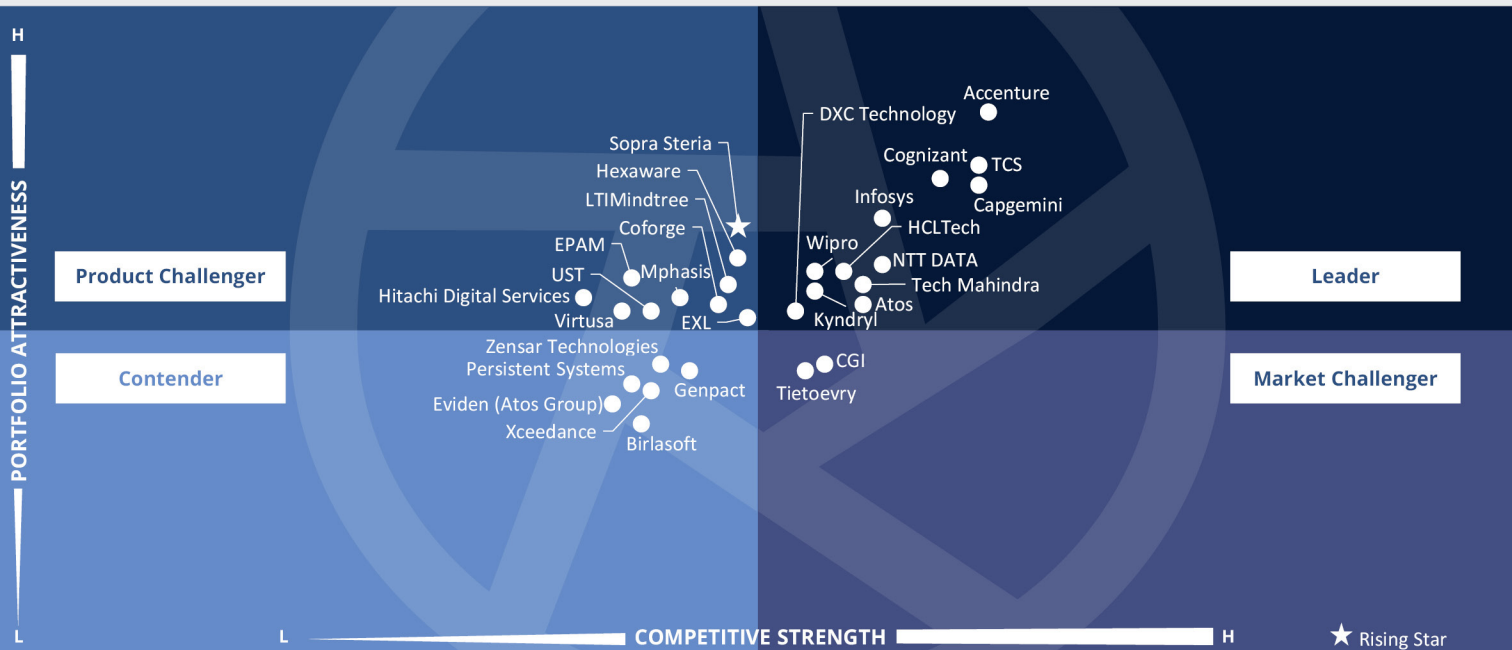 H
PORTFOLIO ATTRACTIVENESS
L
Product Challenger
Contender
Leader
Market Challenger
Accenture
DXC Technology
Sopra Steria
Cognizant
TCS
Hexaware
LTIMindtree
Infosys
Capgemini
Coforge
HCLTech
EPAM
Wipro
UST
Mphasis
NTT DATA
Tech Mahindra
Hitachi Digital Services
Atos
Virtusa
EXL
Kyndryl
Zensar Technologies
CGI
Persistent Systems
Genpact
Tietoevry
Eviden (Atos Group)
Xceedance
Birlasoft
L
COMPETITIVE STRENGTH
H
Rising Star